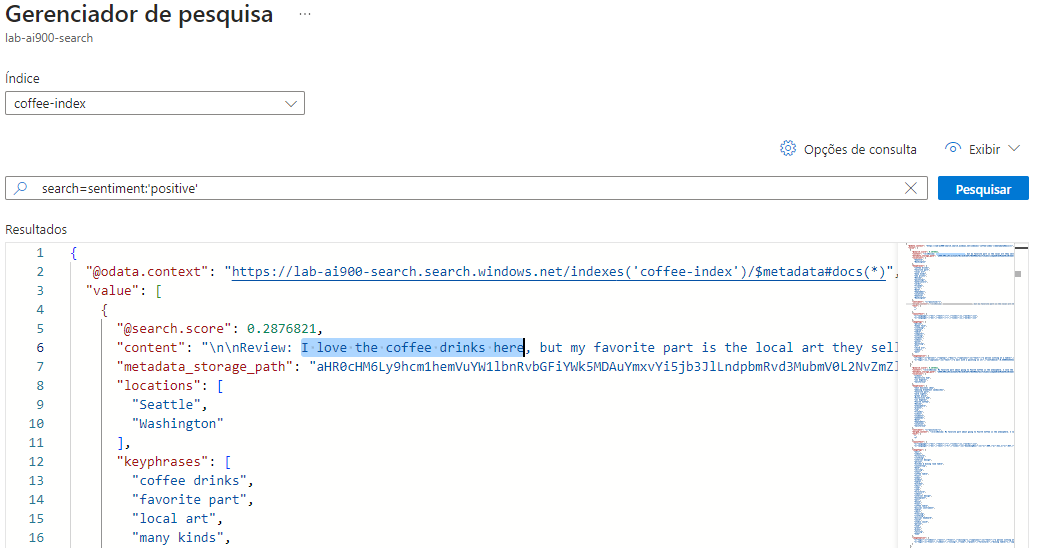 Gerenciador de pesquisa ...
lab-ai900-search
Índice
coffee-index
Opções de consulta Exibir
search=sentiment:'positive' Pesquisar
Resultados
1 {
2 "@odata.context": "https://lab-ai900-search.search.windows.net/indexes('coffee-index')/$metadata#docs(*)",
3 "value": [
4 {
5 "@search.score": 0.2876821,
6 "content": "\n\nReview: I love the coffee drinks here, but my favorite part is the local art they sell
7 "metadata_storage_path":
8 "locations": [
9 "Seattle",
10 "Washington"
11 ],
12 "keyphrases": [
13 "coffee drinks",
14 "favorite part",
15 "local art",
16 "many kinds",